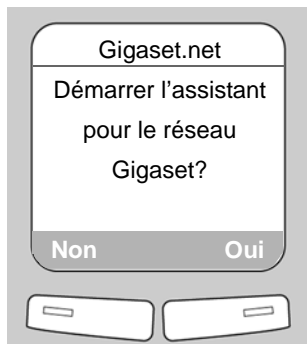 Gigaset.net
Démarrer l’assistant
pour le réseau
Gigaset?
Non Oui